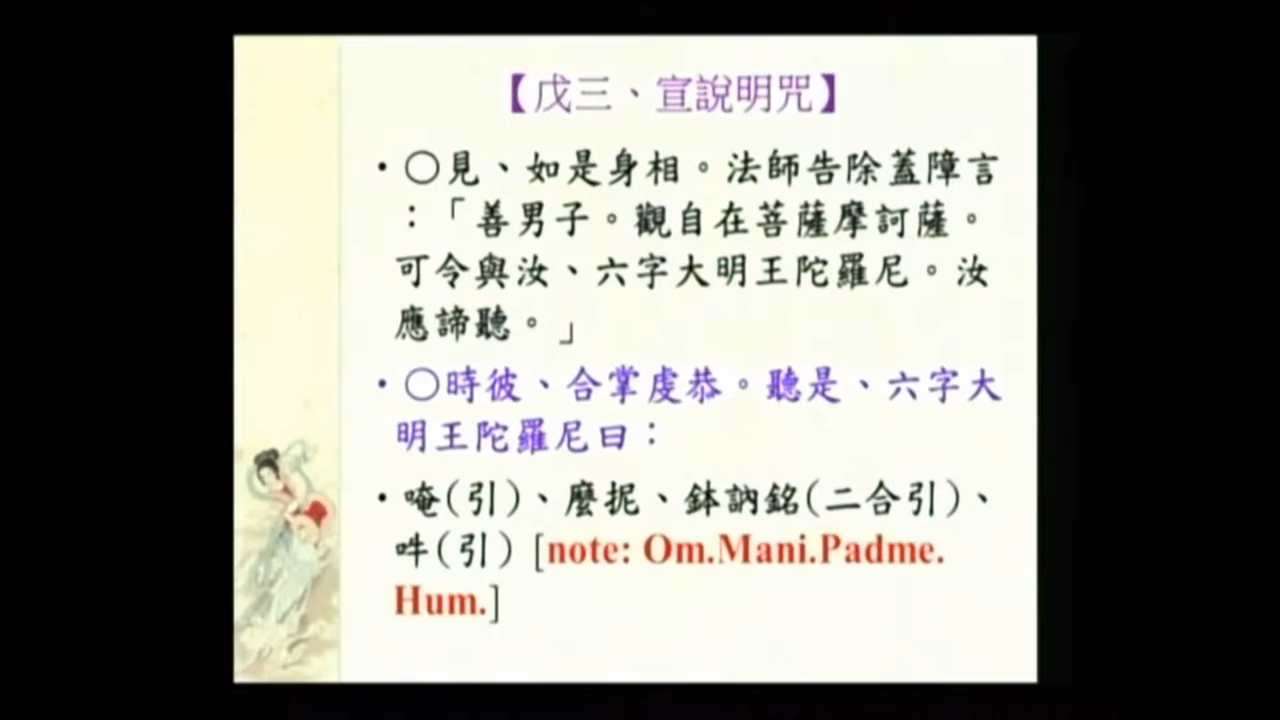 【戊三、宣說明咒】
•〇見、如是身相。法師告除蓋障言
：「善男子。觀自在菩薩摩訶薩。
可令與汝、六字大明王陀羅尼。汝
應諦聽。」
•〇時彼、合掌虔恭。聽是、六字大
明王陀羅尼曰：
•唵(引)、麼抳、鉢訥銘(二合引)、
吽(引) [note: Om.Mani.Padme.
Hum.]